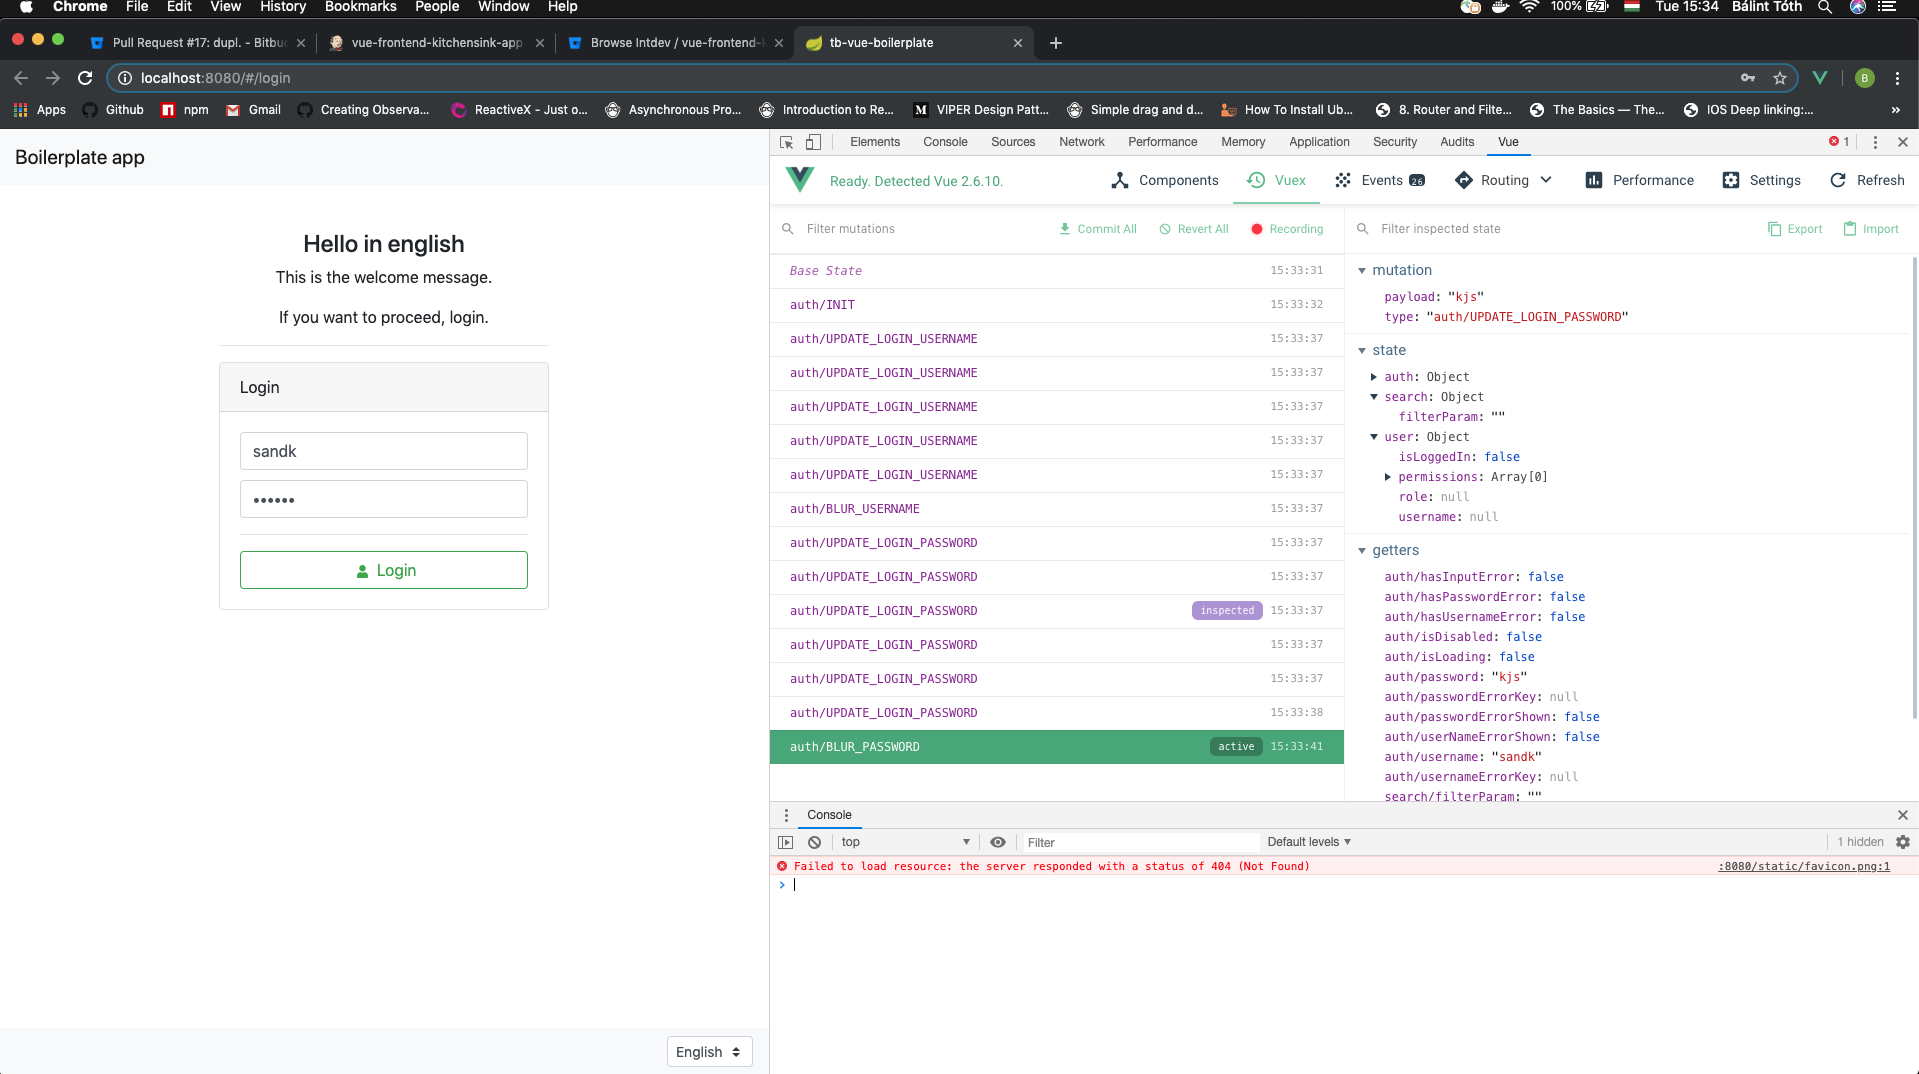 Chrome File Edit View History Bookmarks People Window Help 100% Tue 15:34 Bálint Tóth
Pull Request #17: dupl. - Bitbuc
vue-frontend-kitchensink-app
Browse Intdev / vue-frontend-k
tb-vue-boilerplate
localhost:8080/#/login
B
Apps Github npm Gmail Creating Observa... ReactiveX - Just o... Asynchronous Pro... Introduction to Re... VIPER Design Patt... Simple drag and d... How To Install Ub... 8. Router and Filte... The Basics — The... IOS Deep linking:... »
Boilerplate app
Hello in english
This is the welcome message.
If you want to proceed, login.
Login
sandk
••••••
Login
English
Elements Console Sources Network Performance Memory Application Security Audits Vue 1
Ready. Detected Vue 2.6.10.
Components Vuex Events 26 Routing Performance Settings Refresh
Filter mutations Commit All Revert All Recording
Base State 15:33:31
auth/INIT 15:33:32
auth/UPDATE_LOGIN_USERNAME 15:33:37
auth/UPDATE_LOGIN_USERNAME 15:33:37
auth/UPDATE_LOGIN_USERNAME 15:33:37
auth/UPDATE_LOGIN_USERNAME 15:33:37
auth/UPDATE_LOGIN_USERNAME 15:33:37
auth/BLUR_USERNAME 15:33:37
auth/UPDATE_LOGIN_PASSWORD 15:33:37
auth/UPDATE_LOGIN_PASSWORD 15:33:37
auth/UPDATE_LOGIN_PASSWORD inspected 15:33:37
auth/UPDATE_LOGIN_PASSWORD 15:33:37
auth/UPDATE_LOGIN_PASSWORD 15:33:37
auth/UPDATE_LOGIN_PASSWORD 15:33:38
auth/BLUR_PASSWORD active 15:33:41
Filter inspected state Export Import
mutation
payload: "kjs"
type: "auth/UPDATE_LOGIN_PASSWORD"
state
auth: Object
search: Object
filterParam: ""
user: Object
isLoggedIn: false
permissions: Array[0]
role: null
username: null
getters
auth/hasInputError: false
auth/hasPasswordError: false
auth/hasUsernameError: false
auth/isDisabled: false
auth/isLoading: false
auth/password: "kjs"
auth/passwordErrorKey: null
auth/passwordErrorShown: false
auth/userNameErrorShown: false
auth/username: "sandk"
auth/usernameErrorKey: null
search/filterParam: ""
Console
top Filter Default levels 1 hidden
Failed to load resource: the server responded with a status of 404 (Not Found) :8080/static/favicon.png:1